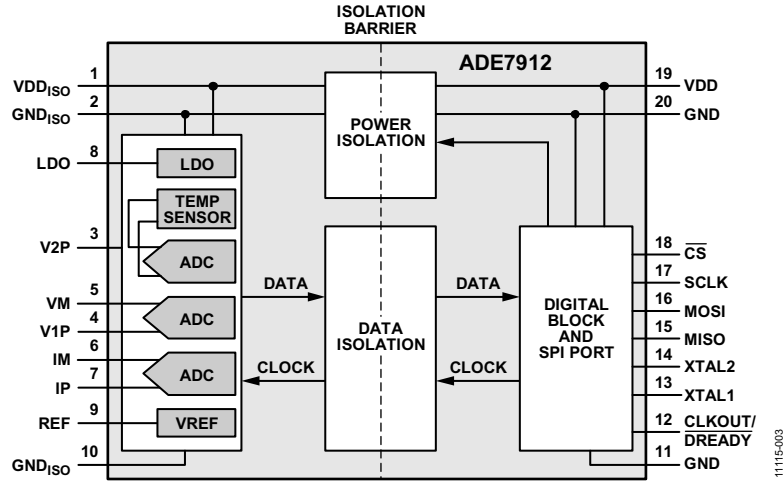 ISOLATION
BARRIER
ADE7912
1
VDDISO
2
GNDISO
8
LDO
3
V2P
5
VM
4
V1P
6
IM
7
IP
9
REF
10
GNDISO
LDO
TEMP
SENSOR
ADC
ADC
ADC
VREF
POWER
ISOLATION
DATA
CLOCK
DATA
ISOLATION
DATA
CLOCK
DIGITAL
BLOCK
AND
SPI PORT
19
VDD
20
GND
18
CS
17
SCLK
16
MOSI
15
MISO
14
XTAL2
13
XTAL1
12
CLKOUT/
DREADY
11
GND
11115-003